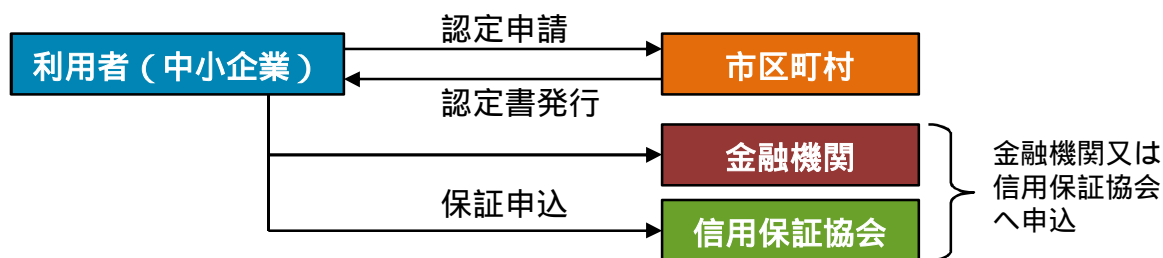 認定申請
利用者(中小企業)
市区町村
認定書発行
金融機関
保証申込
信用保証協会
金融機関又は
信用保証協会
へ申込